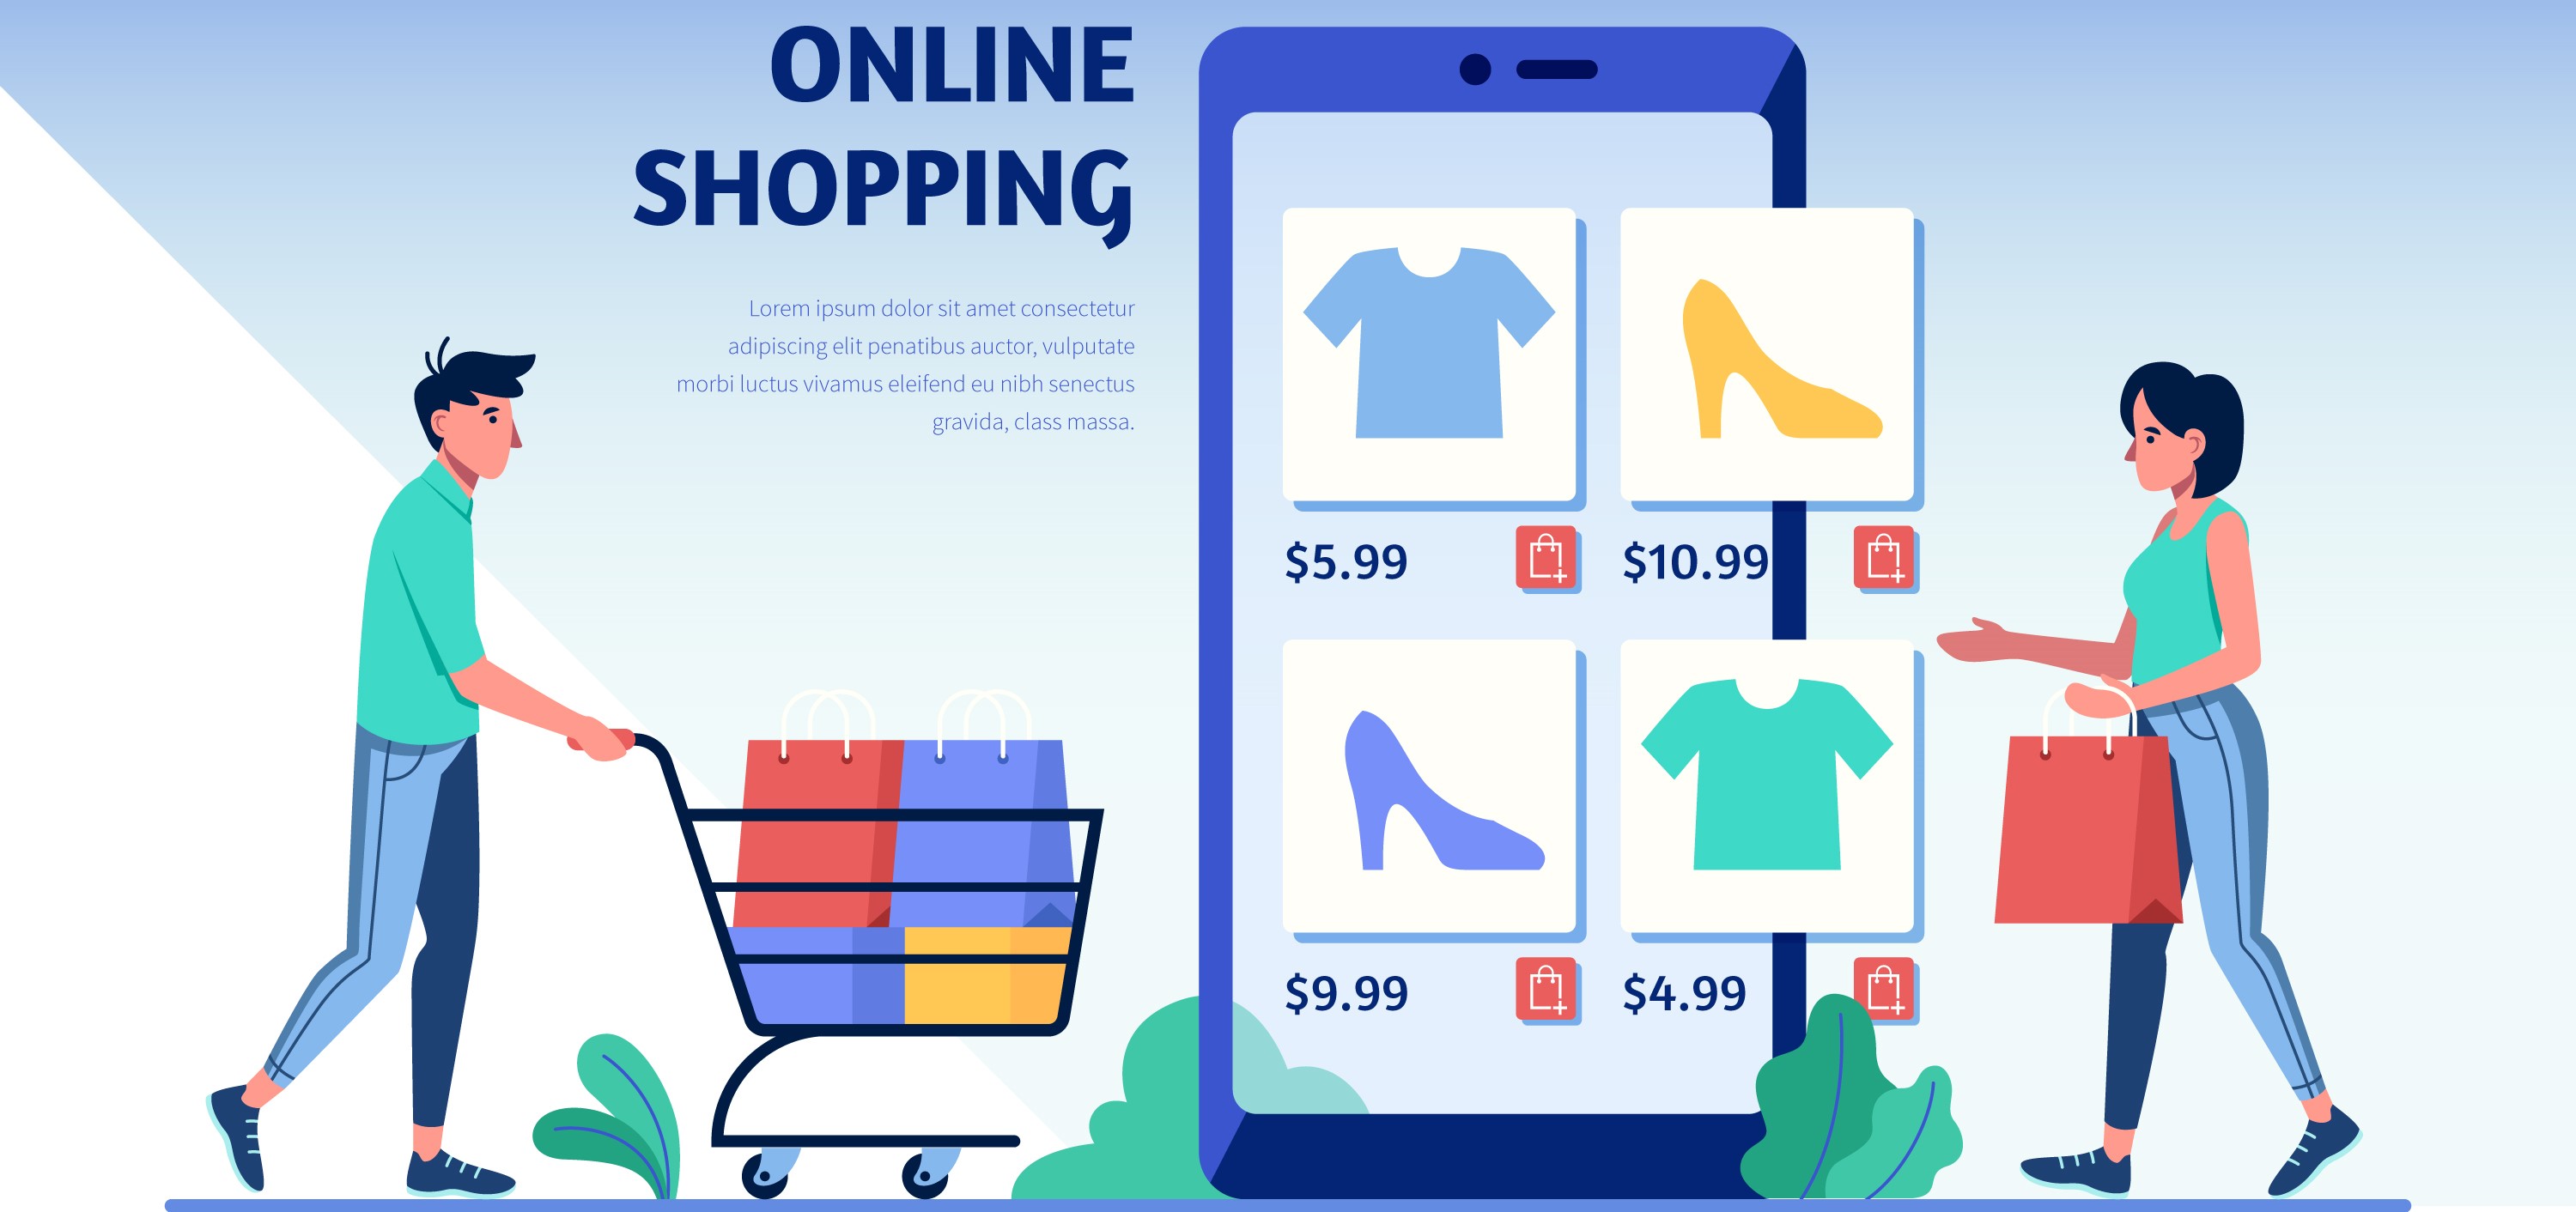 ONLINE
SHOPPING
Lorem ipsum dolor sit amet consectetur
adipiscing elit penatibus auctor, vulputate
morbi luctus vivamus eleifend eu nibh senectus
gravida, class massa.
$5.99
$10.99
$9.99
$4.99